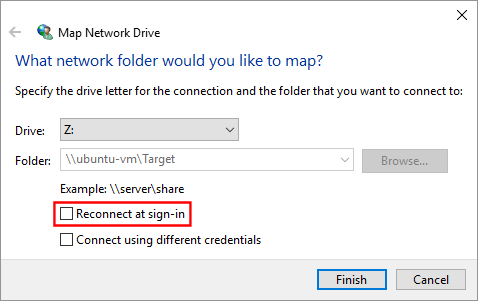 Map Network Drive
What network folder would you like to map?
Specify the drive letter for the connection and the folder that you want to connect to:
Drive: Z:
Folder: \\ubuntu-vm\Target Browse...
Example: \\server\share
Reconnect at sign-in
Connect using different credentials
Finish Cancel